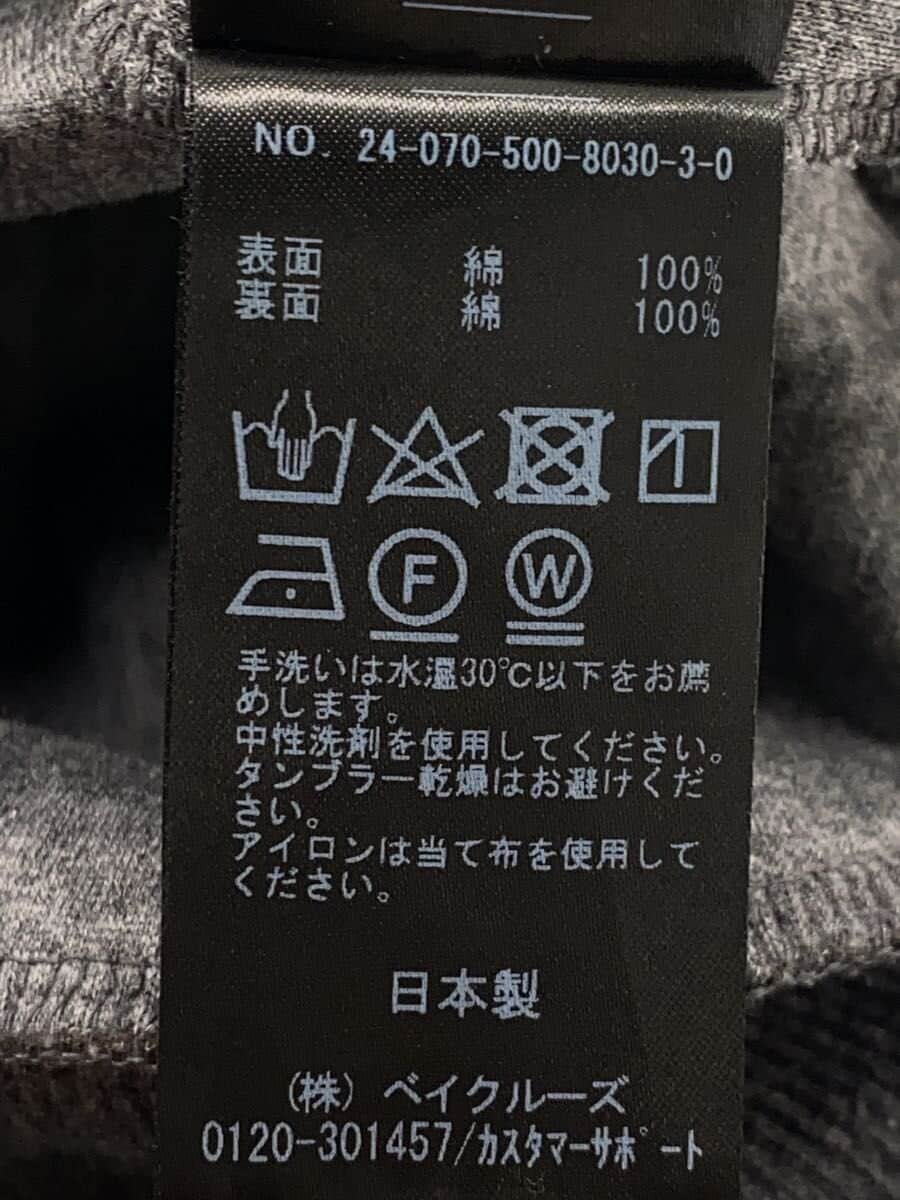 NO. 24-070-500-8030-3-0
表面 綿 100%
裏面 綿 100%
F W
手洗いは水温30℃以下をお薦
めします。
中性洗剤を使用してください。
タンブラー乾燥はお避けくだ
さい。
アイロンは当て布を使用して
ください。
日本製
(株) ベイクルーズ
0120-301457/カスタマーサポート